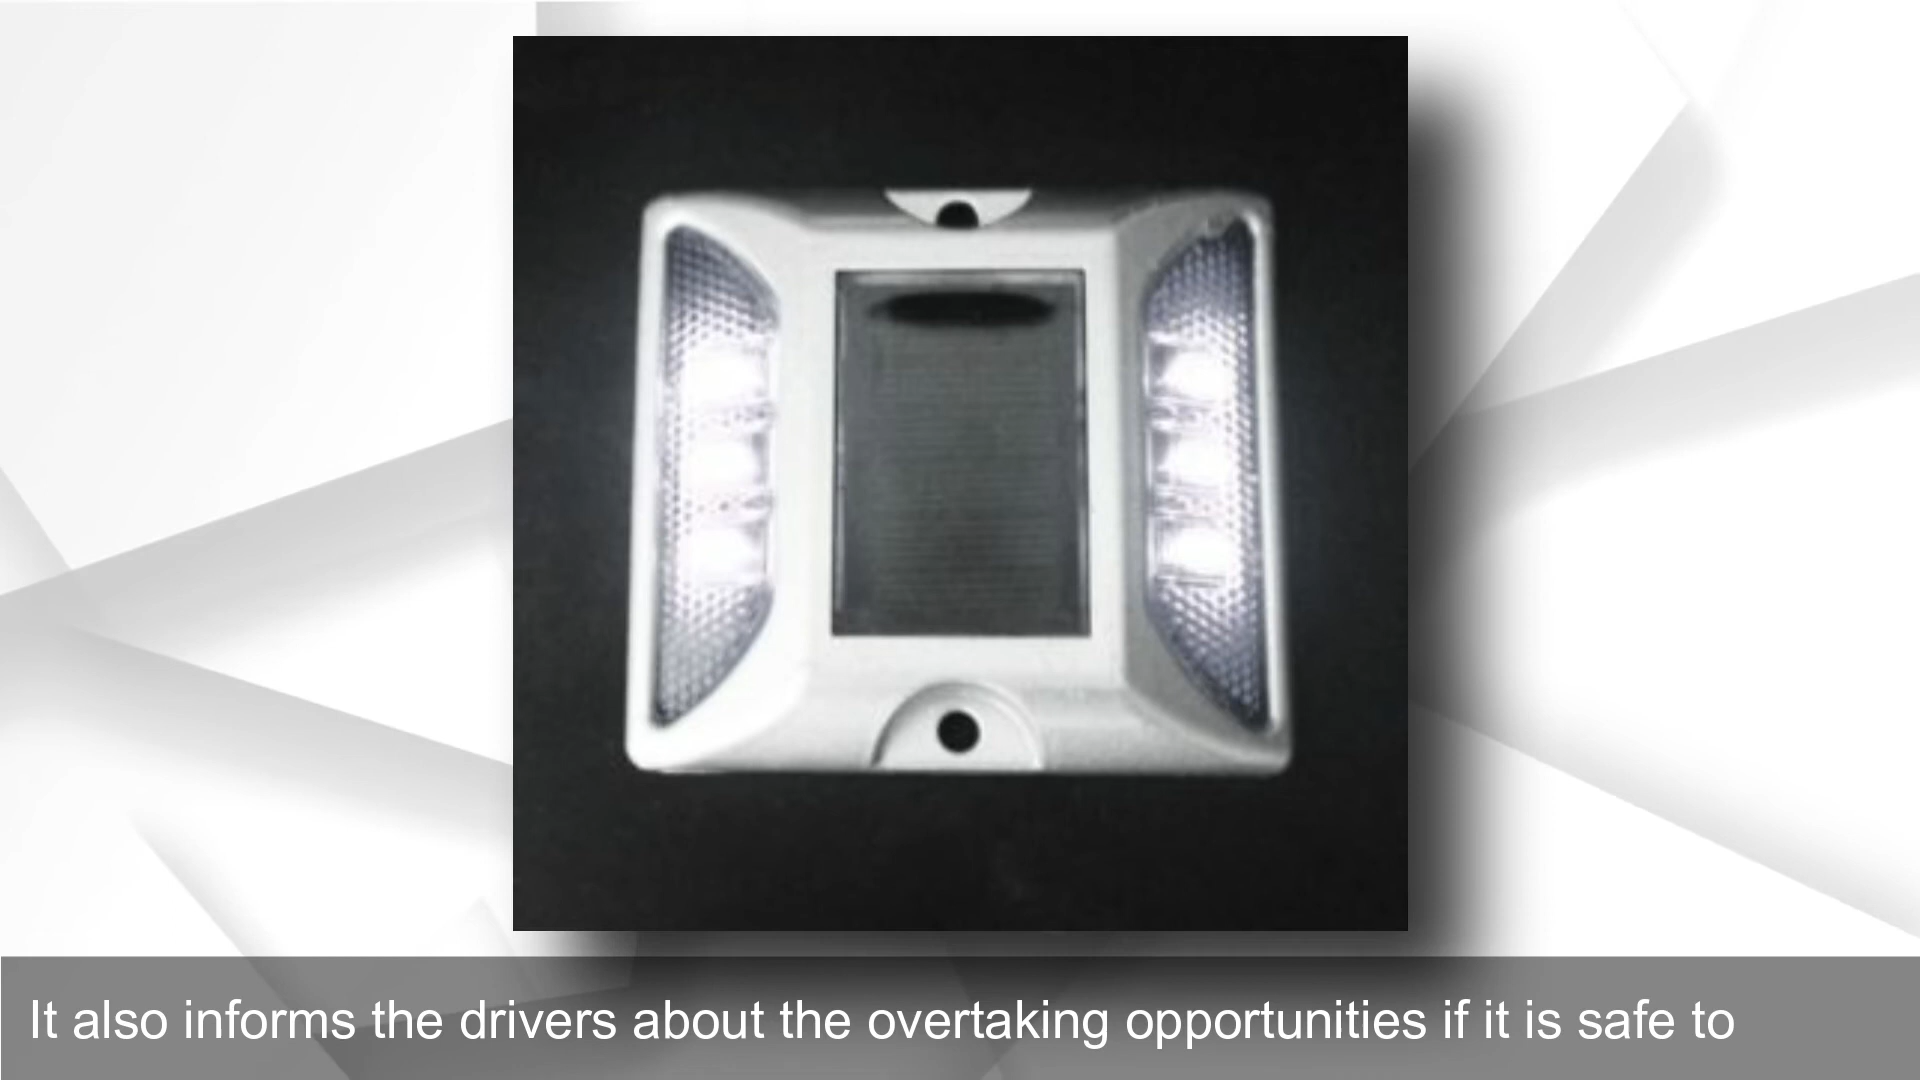 It also informs the drivers about the overtaking opportunities if it is safe to